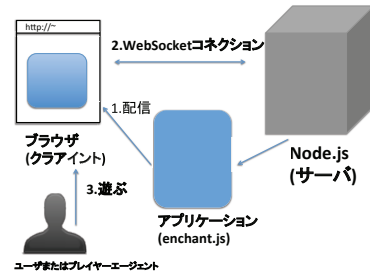 http://~
2.WebSocketコネクション
1.配信
ブラウザ
(クラアイント)
Node.js
(サーバ)
3.遊ぶ
アプリケーション
(enchant.js)
ユーザまたはプレイヤーエージェント